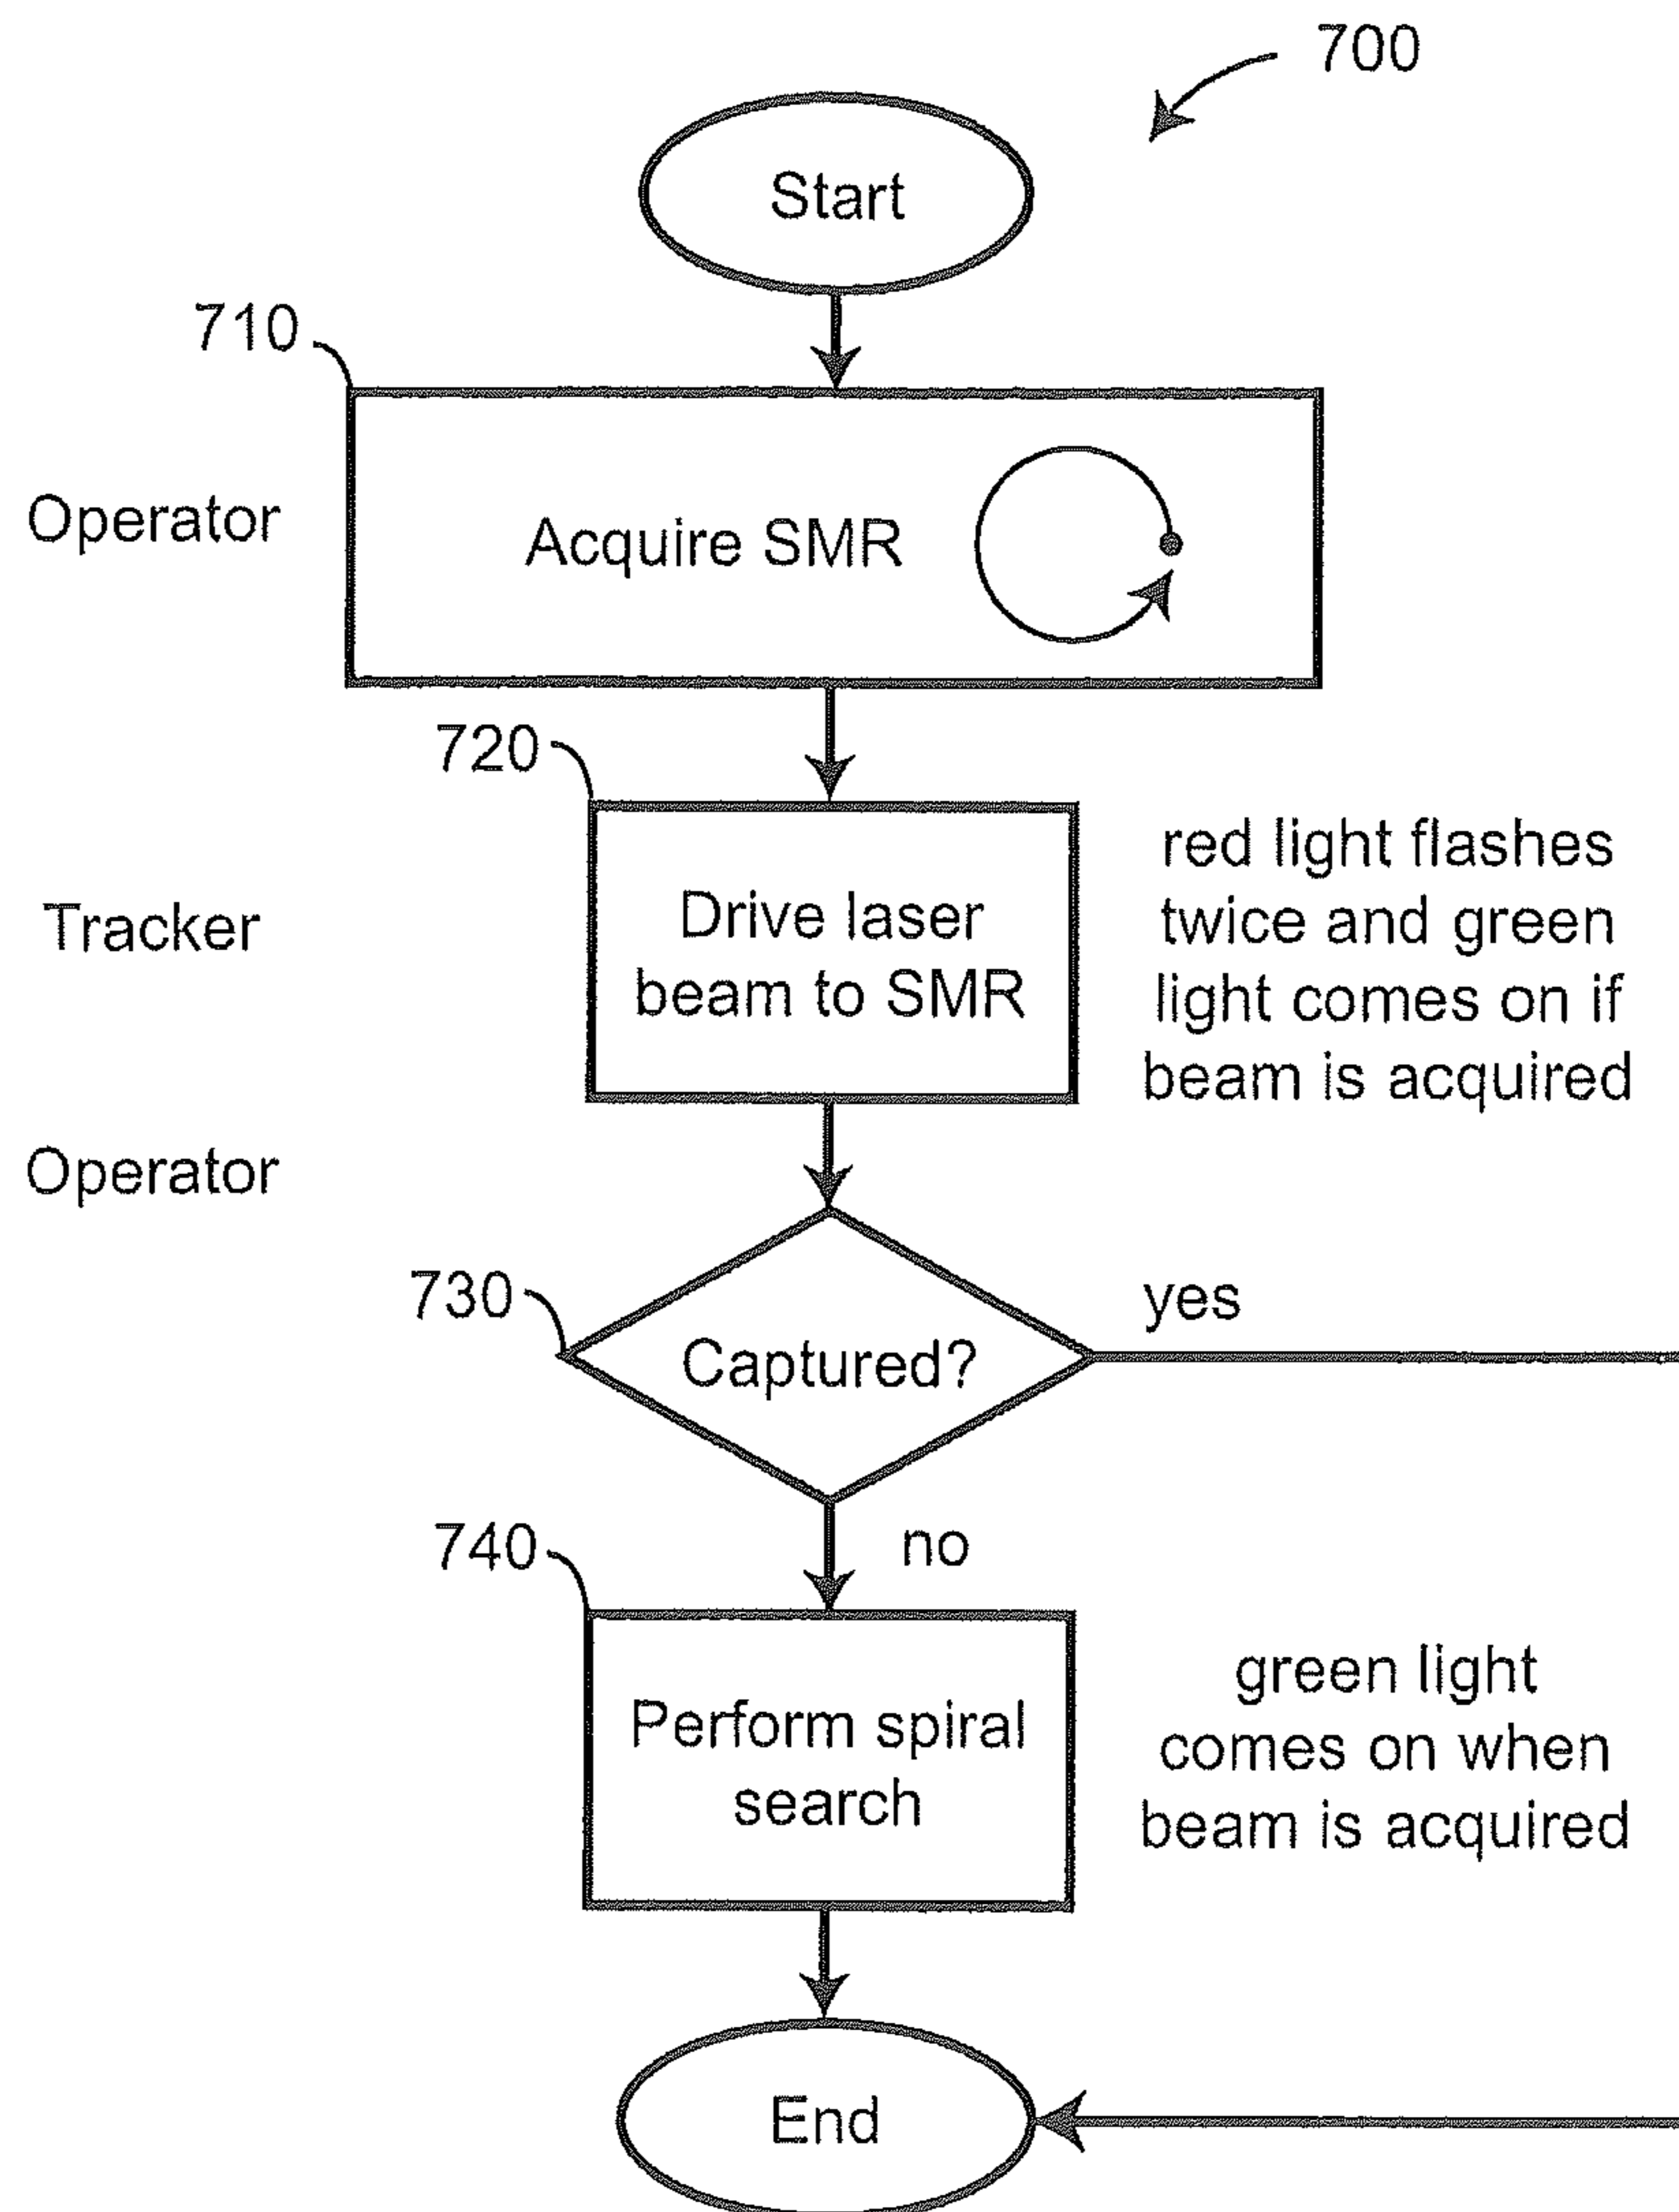 700
Start
710
Operator
Acquire SMR
720
Tracker
Drive laser
beam to SMR
red light flashes
twice and green
light comes on if
beam is acquired
Operator
730
Captured?
yes
no
740
Perform spiral
search
green light
comes on when
beam is acquired
End